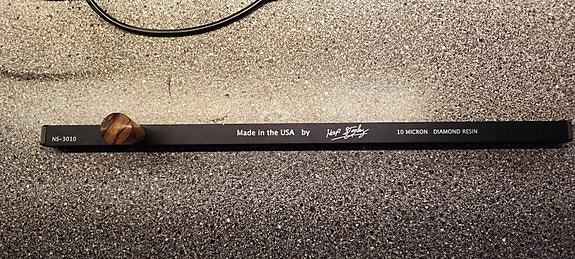 NS-3010
Made in the USA by
10 MICRON DIAMOND RESIN